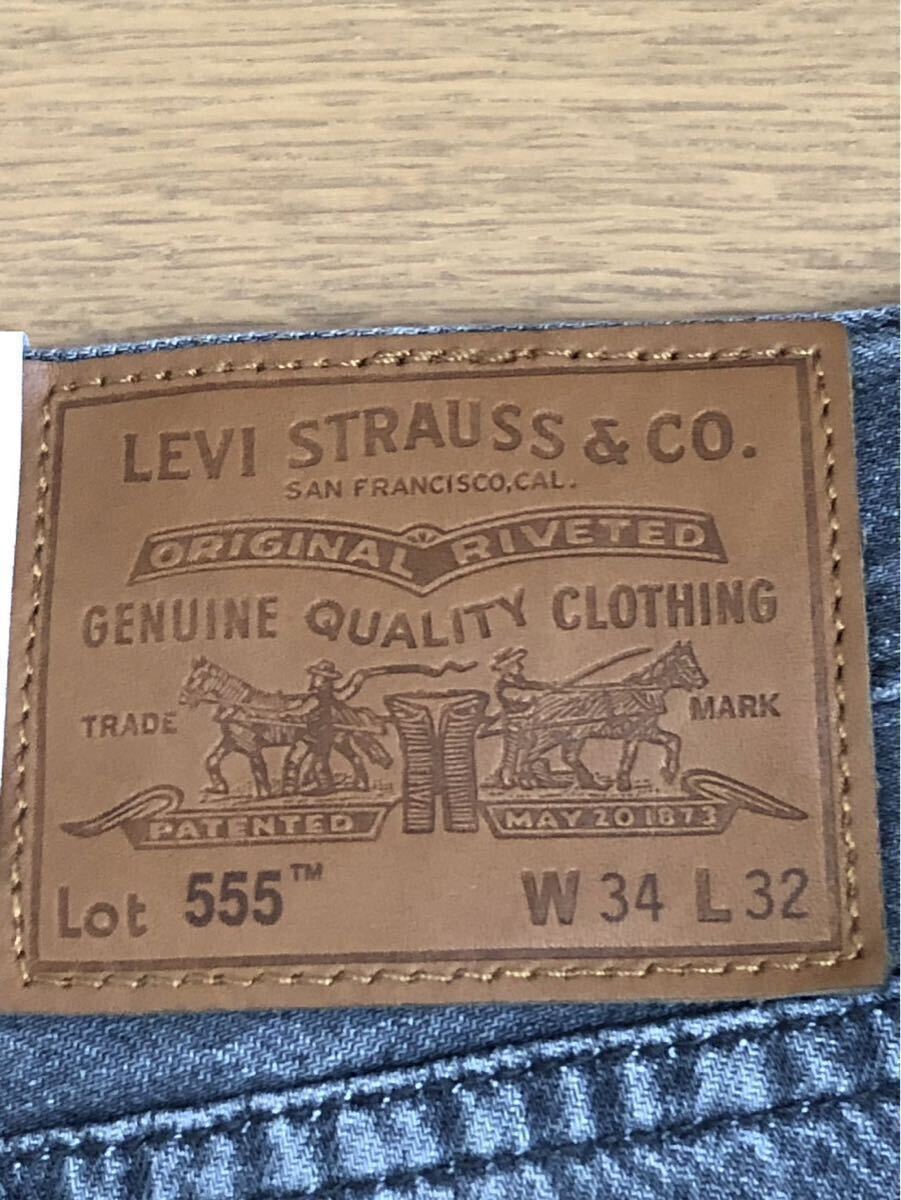 LEVI STRAUSS & CO.
SAN FRANCISCO, CAL.
ORIGINAL RIVETED
GENUINE QUALITY CLOTHING
TRADE MARK
PATENTED MAY 20 1873
Lot 555™ W 34 L 32